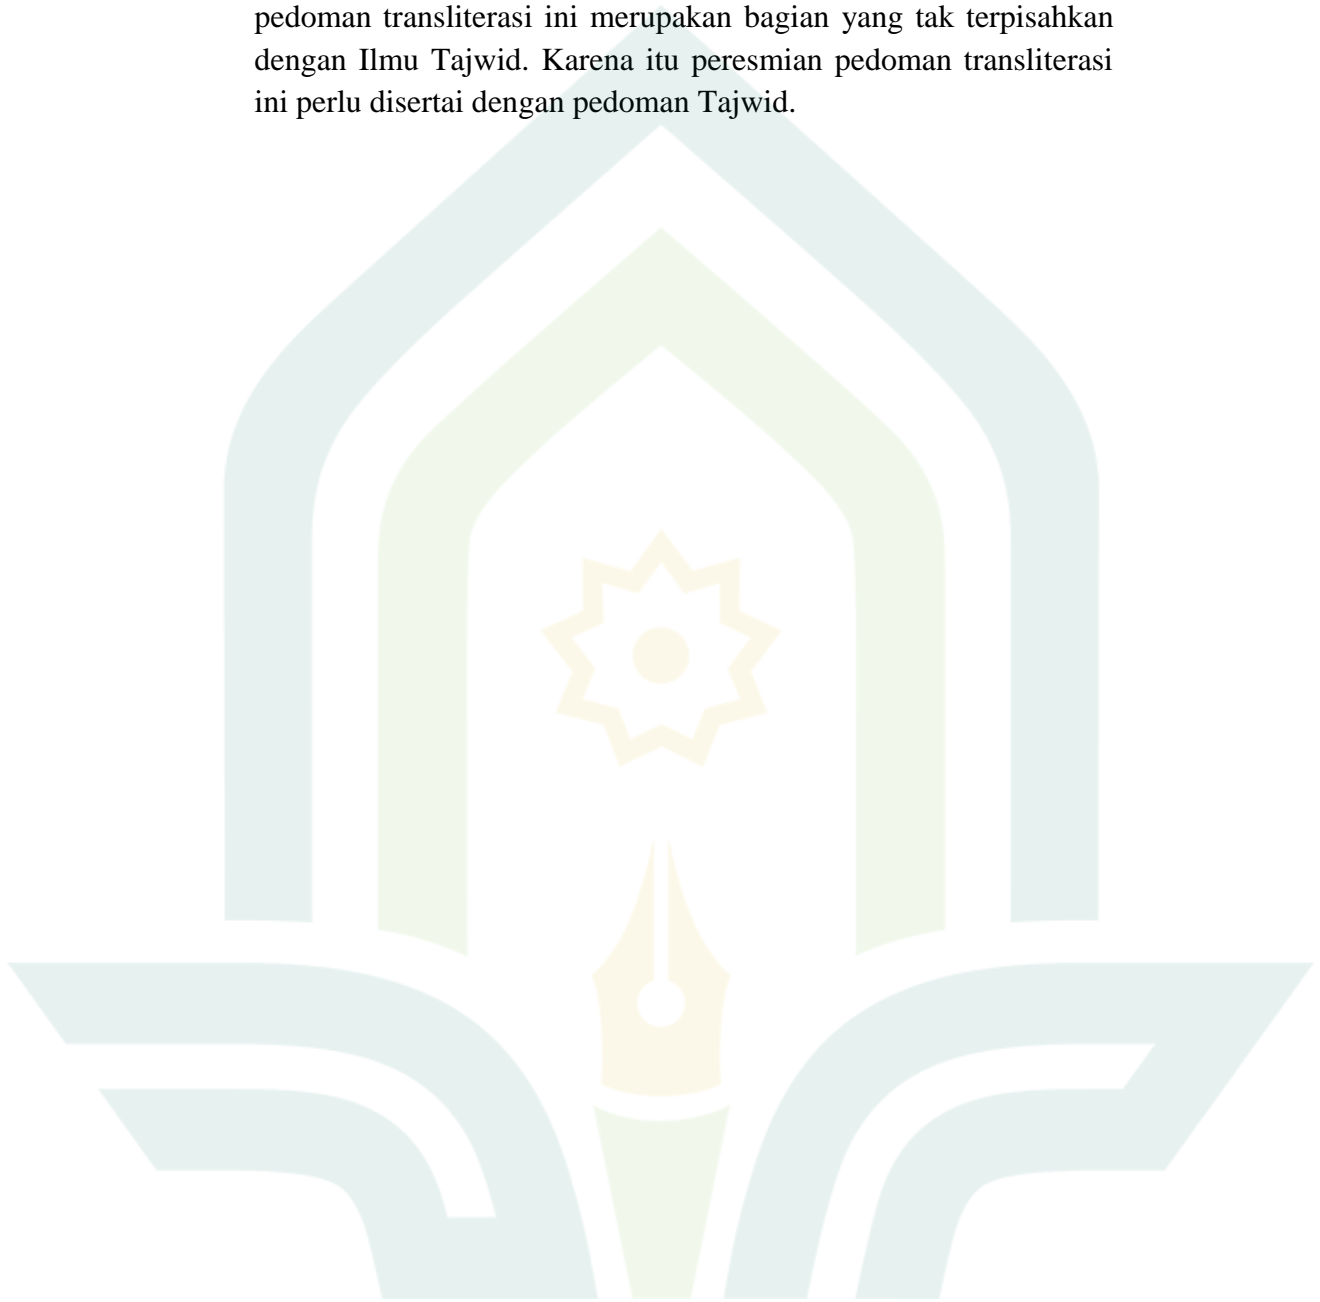 pedoman transliterasi ini merupakan bagian yang tak terpisahkan
dengan Ilmu Tajwid. Karena itu peresmian pedoman transliterasi
ini perlu disertai dengan pedoman Tajwid.